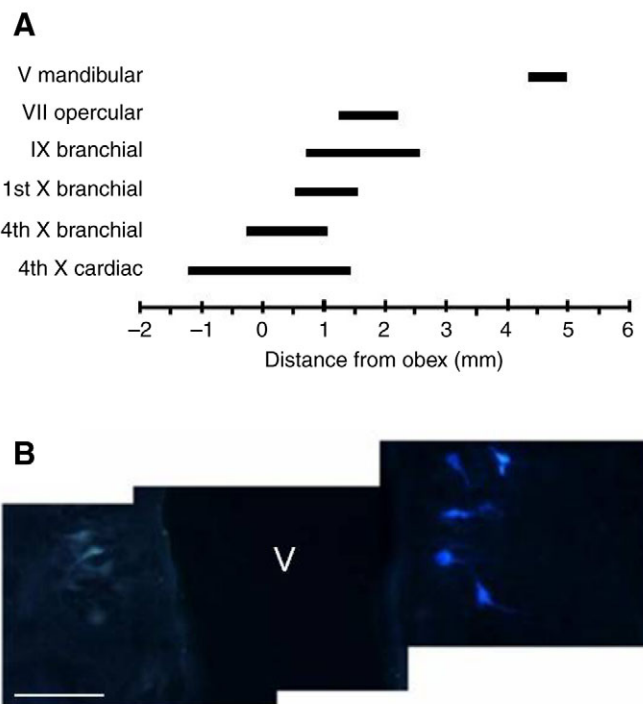 A
V mandibular
VII opercular
IX branchial
1st X branchial
4th X branchial
4th X cardiac
–2 –1 0 1 2 3 4 5 6
Distance from obex (mm)
B
V